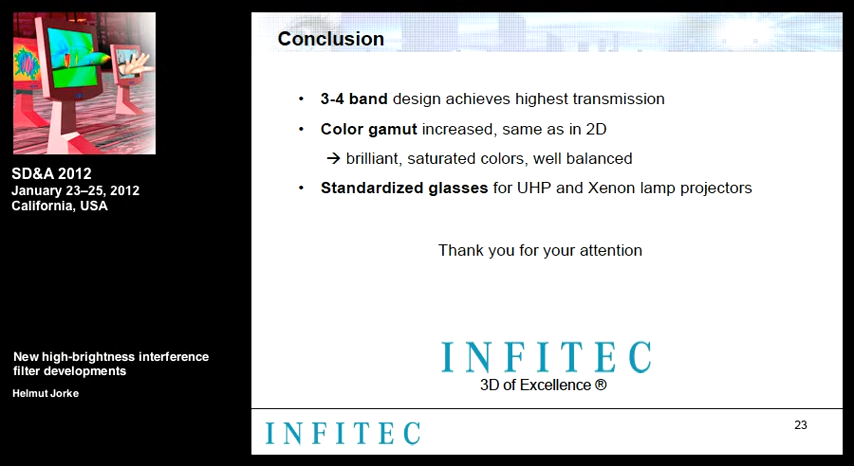 SD&A 2012
January 23–25, 2012
California, USA
New high-brightness interference
filter developments
Helmut Jorke
Conclusion
• 3-4 band design achieves highest transmission
• Color gamut increased, same as in 2D
→ brilliant, saturated colors, well balanced
• Standardized glasses for UHP and Xenon lamp projectors
Thank you for your attention
INFITEC
3D of Excellence ®
INFITEC
23